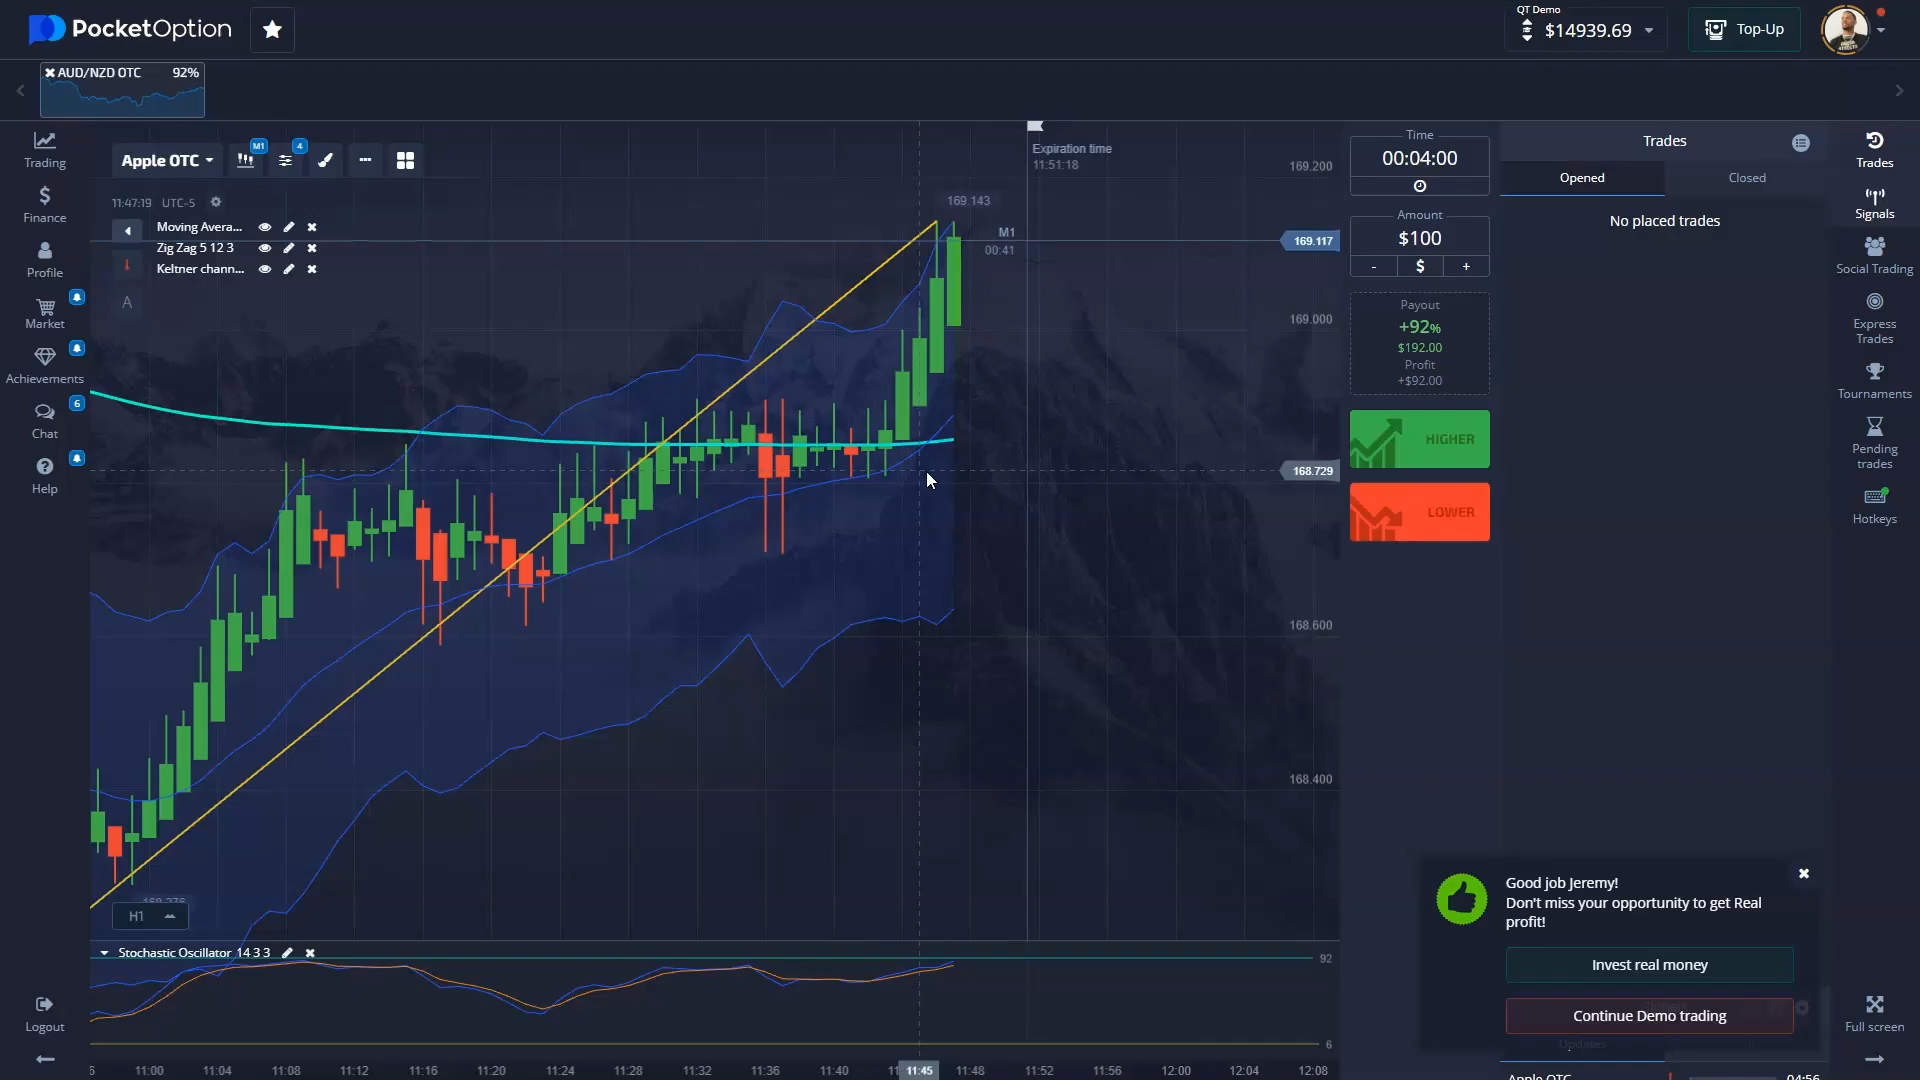 PocketOption
QT Demo
$14939.69
Top-Up
AUD/NZD OTC 92%
Trading
Finance
Profile
Market
Achievements
6
Chat
Help
Logout
Apple OTC
M1
4
11:47:19 UTC-5
Moving Avera...
Zig Zag 5 12 3
Keltner chann...
A
Expiration time
11:51:18
169.143
M1
00:41
169.200
169.117
169.000
168.729
168.600
168.400
H1
Stochastic Oscillator 14 3 3
92
6
11:00 11:04 11:08 11:12 11:16 11:20 11:24 11:28 11:32 11:36 11:40 11:45 11:48 11:52 11:56 12:00 12:04 12:08
Time
00:04:00
Amount
$100
- $ +
Payout
+92%
$192.00
Profit
+$92.00
HIGHER
LOWER
Trades
Opened Closed
No placed trades
Good job Jeremy!
Don't miss your opportunity to get Real
profit!
Invest real money
Continue Demo trading
Updates
Apple OTC 04:56
Trades
Signals
Social Trading
Express
Trades
Tournaments
Pending
trades
Hotkeys
Full screen